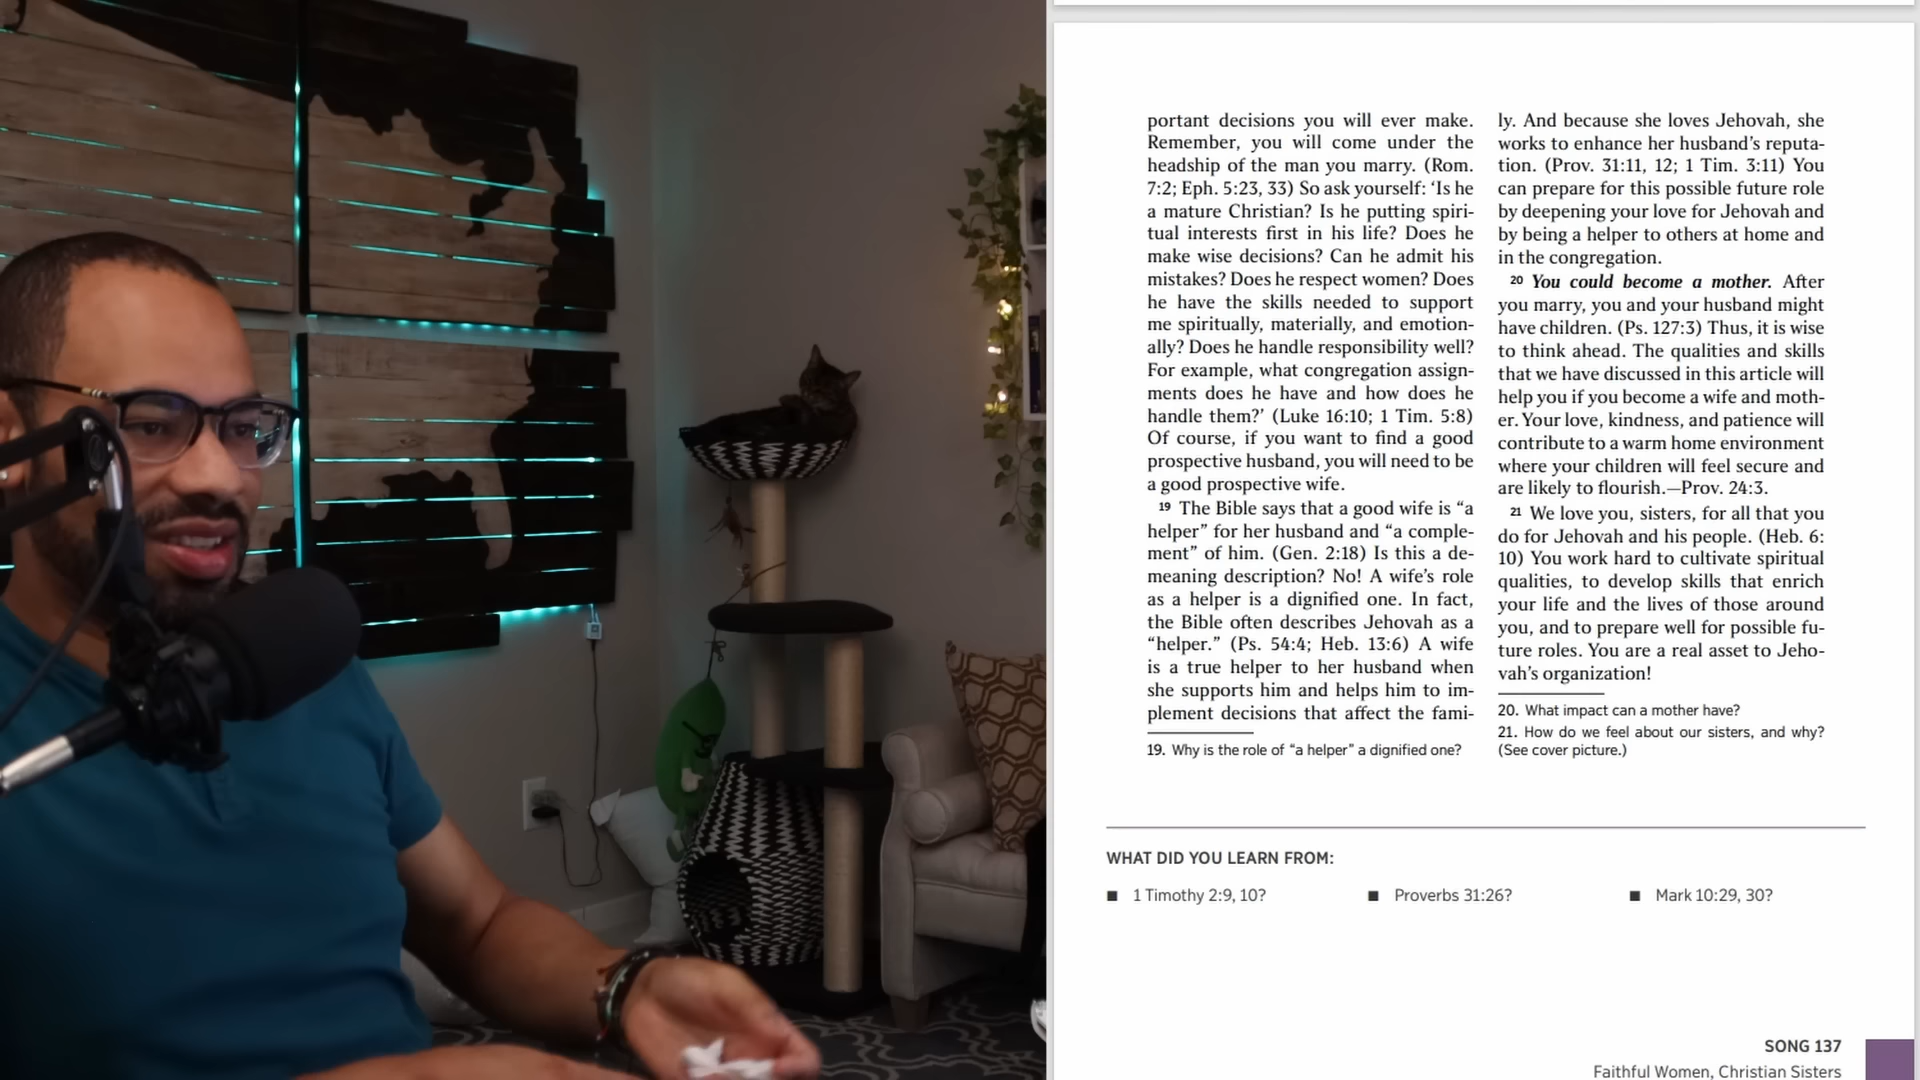 portant decisions you will ever make.
Remember, you will come under the
headship of the man you marry. (Rom.
7:2; Eph. 5:23, 33) So ask yourself: ‘Is he
a mature Christian? Is he putting spiri-
tual interests first in his life? Does he
make wise decisions? Can he admit his
mistakes? Does he respect women? Does
he have the skills needed to support
me spiritually, materially, and emotion-
ally? Does he handle responsibility well?
For example, what congregation assign-
ments does he have and how does he
handle them?’ (Luke 16:10; 1 Tim. 5:8)
Of course, if you want to find a good
prospective husband, you will need to be
a good prospective wife.
19 The Bible says that a good wife is “a
helper” for her husband and “a comple-
ment” of him. (Gen. 2:18) Is this a de-
meaning description? No! A wife’s role
as a helper is a dignified one. In fact,
the Bible often describes Jehovah as a
“helper.” (Ps. 54:4; Heb. 13:6) A wife
is a true helper to her husband when
she supports him and helps him to im-
plement decisions that affect the fami-
19. Why is the role of “a helper” a dignified one?
ly. And because she loves Jehovah, she
works to enhance her husband’s reputa-
tion. (Prov. 31:11, 12; 1 Tim. 3:11) You
can prepare for this possible future role
by deepening your love for Jehovah and
by being a helper to others at home and
in the congregation.
20 You could become a mother. After
you marry, you and your husband might
have children. (Ps. 127:3) Thus, it is wise
to think ahead. The qualities and skills
that we have discussed in this article will
help you if you become a wife and moth-
er. Your love, kindness, and patience will
contribute to a warm home environment
where your children will feel secure and
are likely to flourish.—Prov. 24:3.
21 We love you, sisters, for all that you
do for Jehovah and his people. (Heb. 6:
10) You work hard to cultivate spiritual
qualities, to develop skills that enrich
your life and the lives of those around
you, and to prepare well for possible fu-
ture roles. You are a real asset to Jeho-
vah’s organization!
20. What impact can a mother have?
21. How do we feel about our sisters, and why?
(See cover picture.)
WHAT DID YOU LEARN FROM:
■ 1 Timothy 2:9, 10?
■ Proverbs 31:26?
■ Mark 10:29, 30?
SONG 137
Faithful Women, Christian Sisters